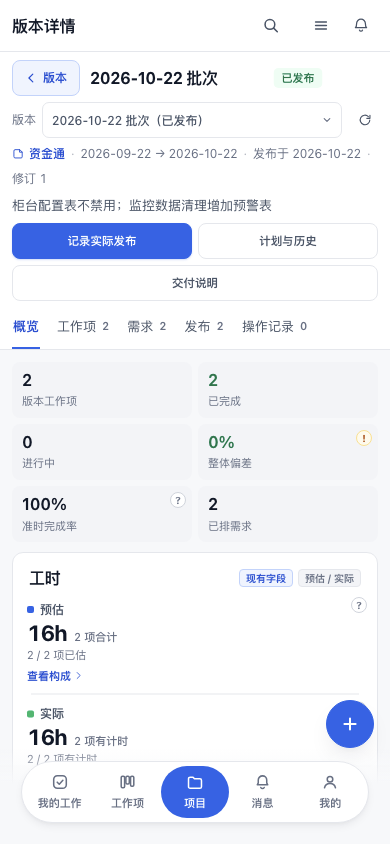 版本详情
版本 2026-10-22 批次 已发布
版本 2026-10-22 批次（已发布）
资金通 · 2026-09-22 → 2026-10-22 · 发布于 2026-10-22 ·
修订 1
柜台配置表不禁用；监控数据清理增加预警表
记录实际发布 计划与历史
交付说明
概览 工作项 2 需求 2 发布 2 操作记录 0
2 2
版本工作项 已完成
0 0% !
进行中 整体偏差
100% ? 2
准时完成率 已排需求
工时 现有字段 预估 / 实际
预估 ?
16h 2 项合计
2 / 2 项已估
查看构成
实际
16h 2 项有计时
2 / 2 项有计时
我的工作 工作项 项目 消息 我的